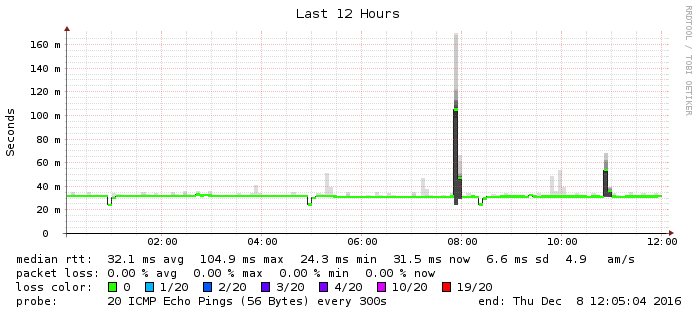 Last 12 Hours
RRDTOOL / TOBI OETIKER
Seconds
160 m
140 m
120 m
100 m
80 m
60 m
40 m
20 m
0
02:00 04:00 06:00 08:00 10:00 12:00
median rtt: 32.1 ms avg 104.9 ms max 24.3 ms min 31.5 ms now 6.6 ms sd 4.9 am/s
packet loss: 0.00 % avg 0.00 % max 0.00 % min 0.00 % now
loss color: 0 1/20 2/20 3/20 4/20 10/20 19/20
probe: 20 ICMP Echo Pings (56 Bytes) every 300s end: Thu Dec 8 12:05:04 2016